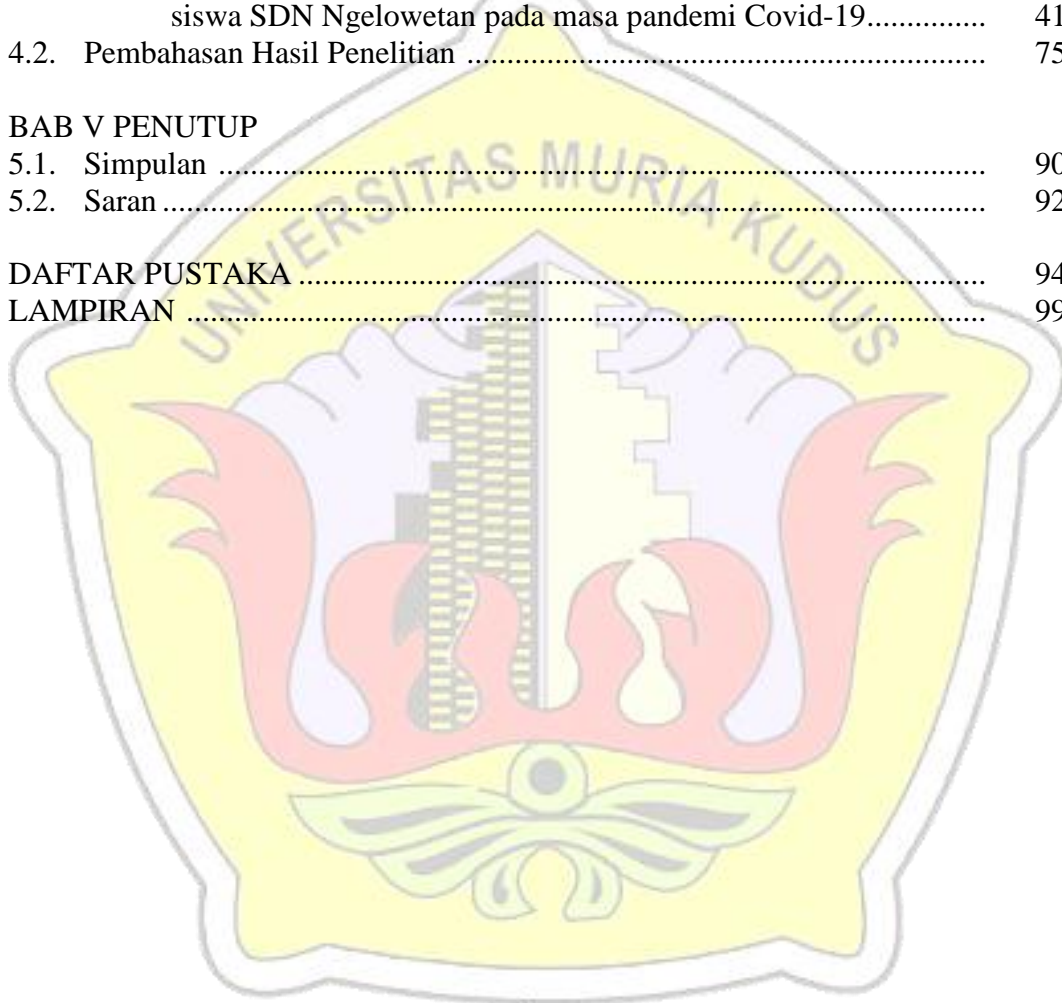 siswa SDN Ngelowetan pada masa pandemi Covid-19............... 41
4.2. Pembahasan Hasil Penelitian ................................................................ 75
BAB V PENUTUP
5.1. Simpulan ............................................................................................... 90
5.2. Saran ...................................................................................................... 92
DAFTAR PUSTAKA ..................................................................................... 94
LAMPIRAN ................................................................................................... 99
UNIVERSITAS MURIA KUDUS